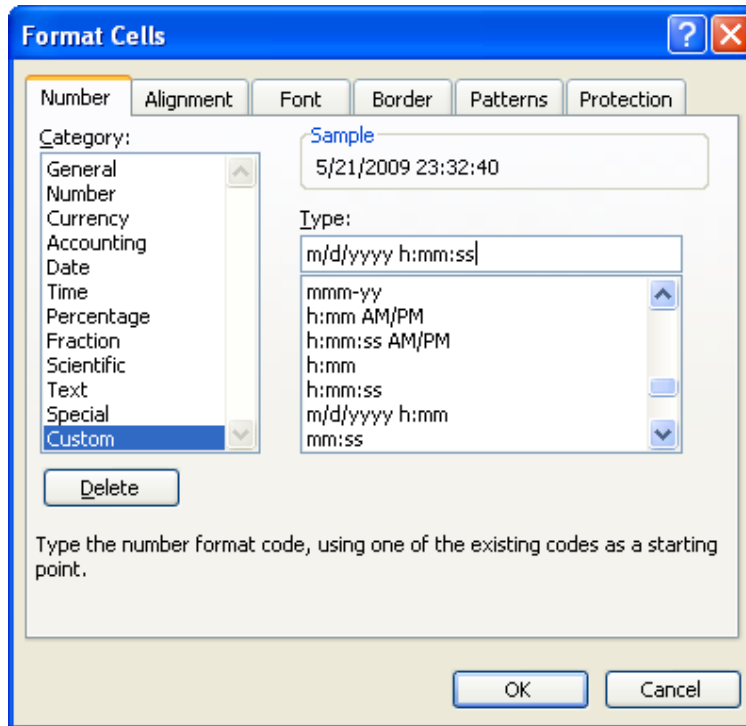 Format Cells
?
Number Alignment Font Border Patterns Protection
Category:
General
Number
Currency
Accounting
Date
Time
Percentage
Fraction
Scientific
Text
Special
Custom
Sample
5/21/2009 23:32:40
Type:
m/d/yyyy h:mm:ss
mmm-yy
h:mm AM/PM
h:mm:ss AM/PM
h:mm
h:mm:ss
m/d/yyyy h:mm
mm:ss
Delete
Type the number format code, using one of the existing codes as a starting
point.
OK Cancel